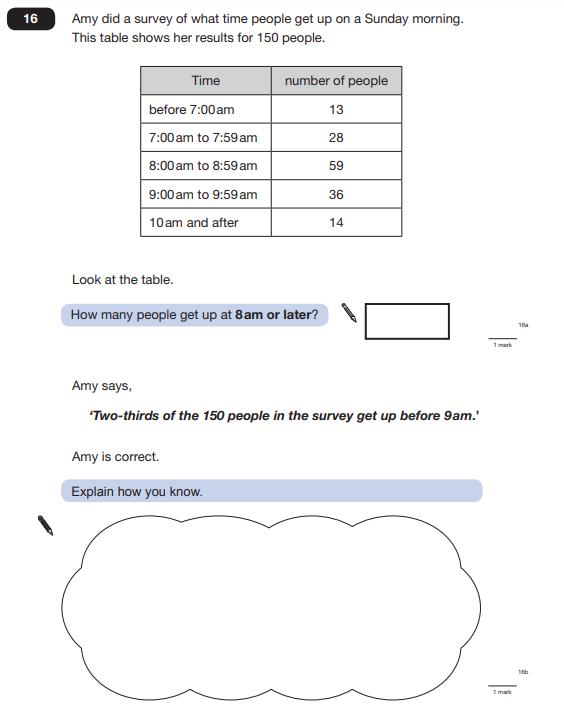 16
Amy did a survey of what time people get up on a Sunday morning.
This table shows her results for 150 people.
Time number of people
before 7:00am 13
7:00am to 7:59am 28
8:00am to 8:59am 59
9:00am to 9:59am 36
10am and after 14
Look at the table.
How many people get up at 8am or later?
16a
1 mark
Amy says,
‘Two-thirds of the 150 people in the survey get up before 9am.’
Amy is correct.
Explain how you know.
16b
1 mark